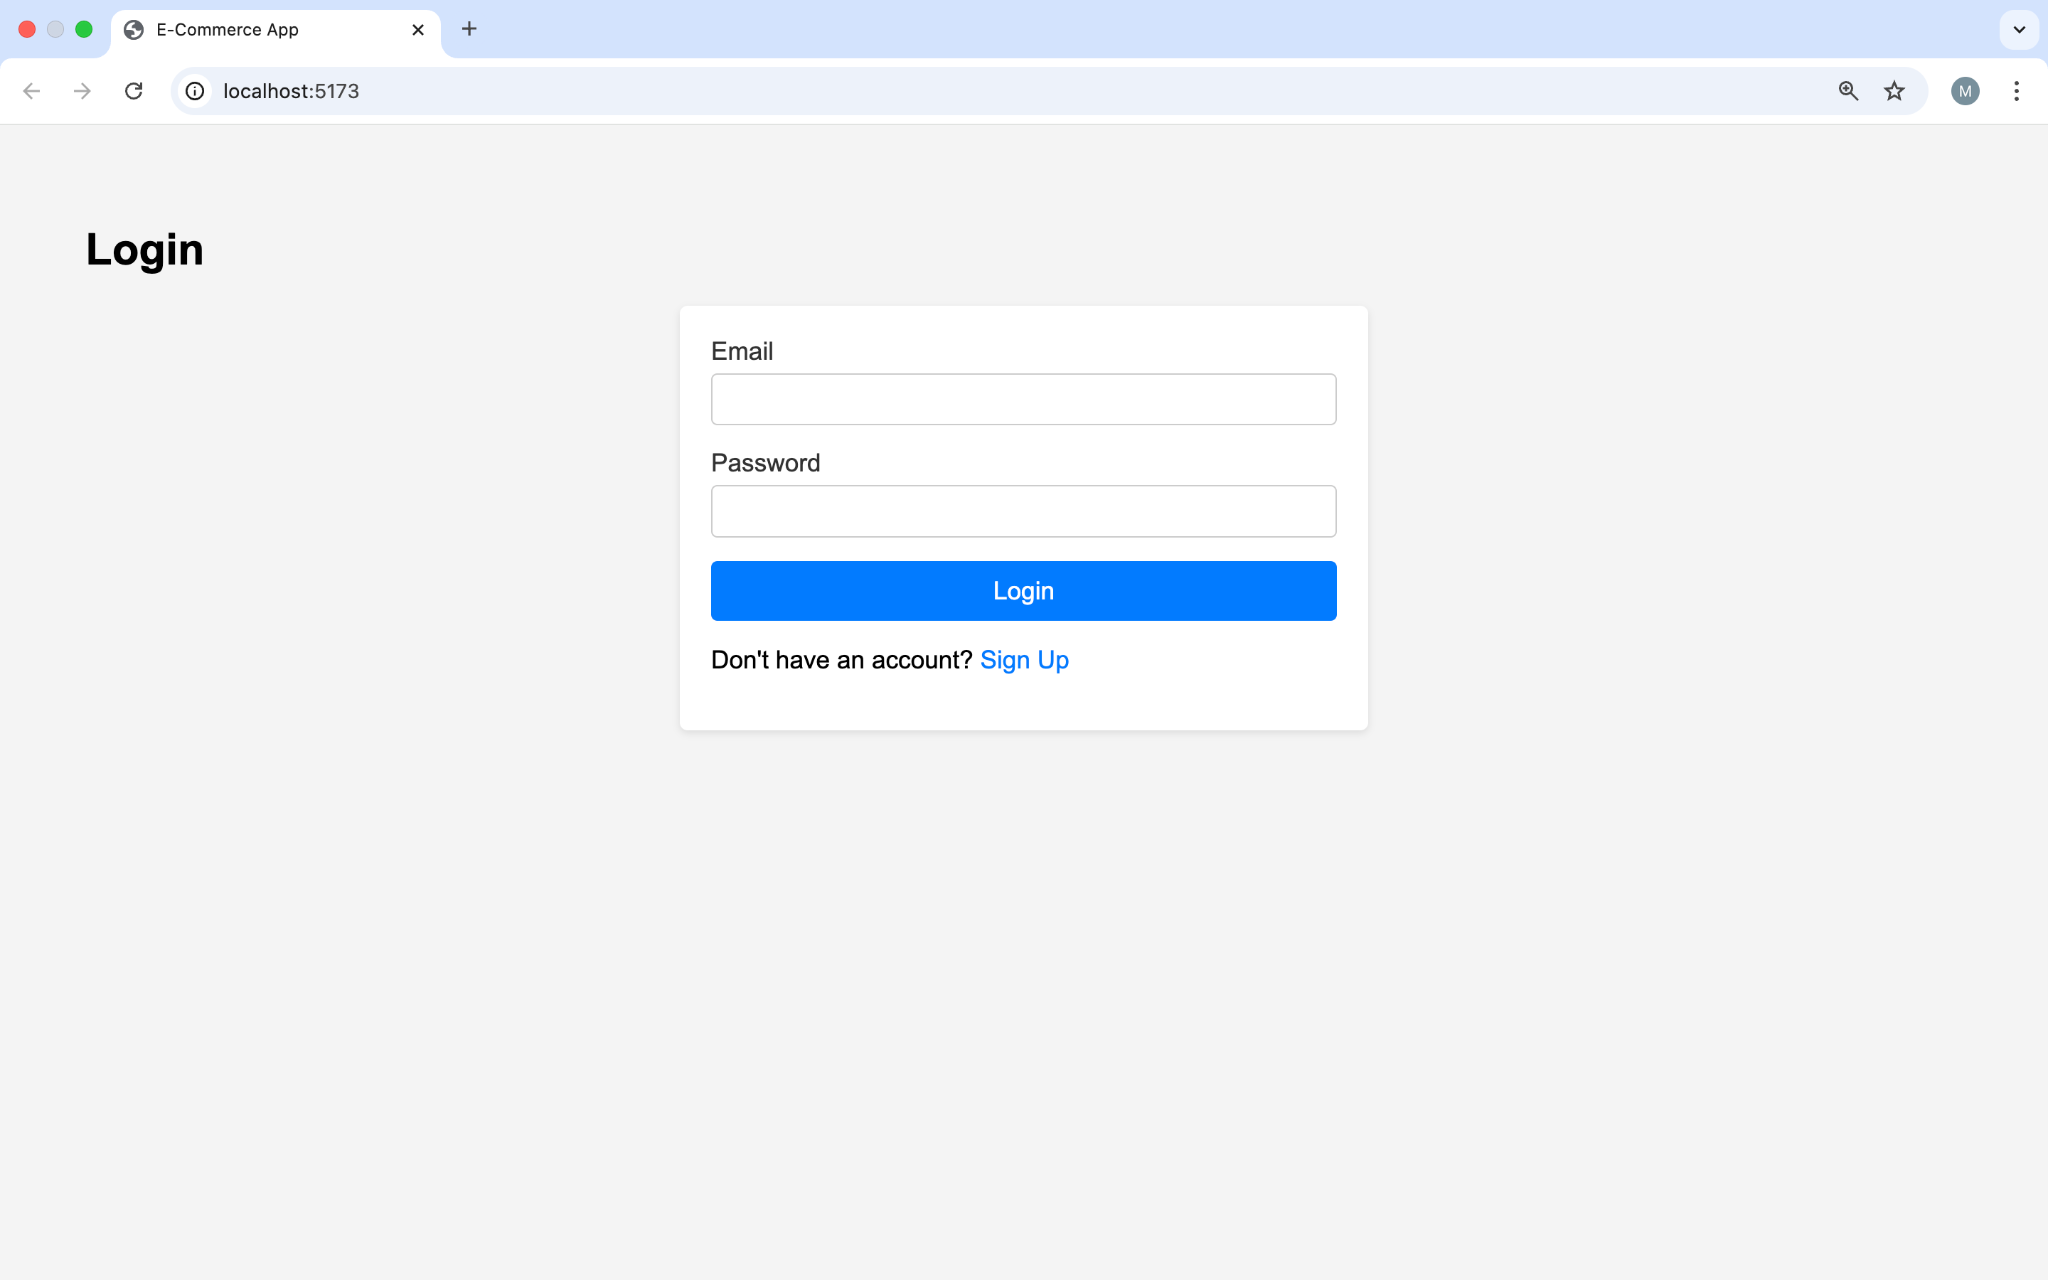 E-Commerce App
localhost:5173
M
Login
Email
Password
Login
Don't have an account? Sign Up